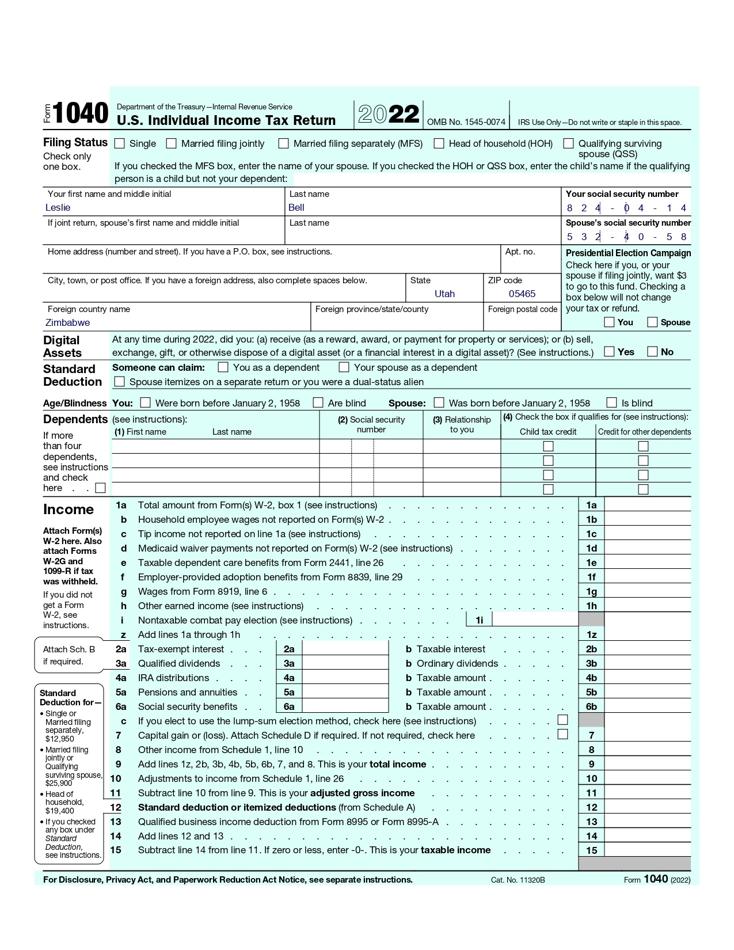 Form 1040 Department of the Treasury—Internal Revenue Service
U.S. Individual Income Tax Return 2022 OMB No. 1545-0074 IRS Use Only—Do not write or staple in this space.
Filing Status Single Married filing jointly Married filing separately (MFS) Head of household (HOH) Qualifying surviving
spouse (QSS)
Check only
one box.
If you checked the MFS box, enter the name of your spouse. If you checked the HOH or QSS box, enter the child's name if the qualifying
person is a child but not your dependent:
Your first name and middle initial Last name Your social security number
Leslie Bell 8 2 4 - 0 4 - 1 4
If joint return, spouse's first name and middle initial Last name Spouse's social security number
5 3 2 - 4 0 - 5 8
Home address (number and street). If you have a P.O. box, see instructions. Apt. no.
Presidential Election Campaign
Check here if you, or your
spouse if filing jointly, want $3
to go to this fund. Checking a
box below will not change
your tax or refund.
You Spouse
City, town, or post office. If you have a foreign address, also complete spaces below. State ZIP code
Utah 05465
Foreign country name Foreign province/state/county Foreign postal code
Zimbabwe
Digital
Assets
At any time during 2022, did you: (a) receive (as a reward, award, or payment for property or services); or (b) sell,
exchange, gift, or otherwise dispose of a digital asset (or a financial interest in a digital asset)? (See instructions.) Yes No
Standard
Deduction
Someone can claim: You as a dependent Your spouse as a dependent
Spouse itemizes on a separate return or you were a dual-status alien
Age/Blindness You: Were born before January 2, 1958 Are blind Spouse: Was born before January 2, 1958 Is blind
Dependents (see instructions): (2) Social security
number (3) Relationship
to you (4) Check the box if qualifies for (see instructions):
(1) First name Last name Child tax credit Credit for other dependents
If more
than four
dependents,
see instructions
and check
here . .
Income
Attach Form(s)
W-2 here. Also
attach Forms
W-2G and
1099-R if tax
was withheld.
If you did not
get a Form
W-2, see
instructions.
1a Total amount from Form(s) W-2, box 1 (see instructions) 1a
b Household employee wages not reported on Form(s) W-2 1b
c Tip income not reported on line 1a (see instructions) 1c
d Medicaid waiver payments not reported on Form(s) W-2 (see instructions) 1d
e Taxable dependent care benefits from Form 2441, line 26 1e
f Employer-provided adoption benefits from Form 8839, line 29 1f
g Wages from Form 8919, line 6 1g
h Other earned income (see instructions) 1h
i Nontaxable combat pay election (see instructions) 1i
z Add lines 1a through 1h 1z
Attach Sch. B
if required.
2a Tax-exempt interest 2a b Taxable interest 2b
3a Qualified dividends 3a b Ordinary dividends 3b
4a IRA distributions 4a b Taxable amount 4b
5a Pensions and annuities 5a b Taxable amount 5b
6a Social security benefits 6a b Taxable amount 6b
c If you elect to use the lump-sum election method, check here (see instructions)
7 Capital gain or (loss). Attach Schedule D if required. If not required, check here 7
8 Other income from Schedule 1, line 10 8
9 Add lines 1z, 2b, 3b, 4b, 5b, 6b, 7, and 8. This is your total income 9
10 Adjustments to income from Schedule 1, line 26 10
11 Subtract line 10 from line 9. This is your adjusted gross income 11
12 Standard deduction or itemized deductions (from Schedule A) 12
13 Qualified business income deduction from Form 8995 or Form 8995-A 13
14 Add lines 12 and 13 14
15 Subtract line 14 from line 11. If zero or less, enter -0-. This is your taxable income 15
Standard
Deduction for—
• Single or
Married filing
separately,
$12,950
• Married filing
jointly or
Qualifying
surviving spouse,
$25,900
• Head of
household,
$19,400
• If you checked
any box under
Standard
Deduction,
see instructions.
For Disclosure, Privacy Act, and Paperwork Reduction Act Notice, see separate instructions. Cat. No. 11320B Form 1040 (2022)